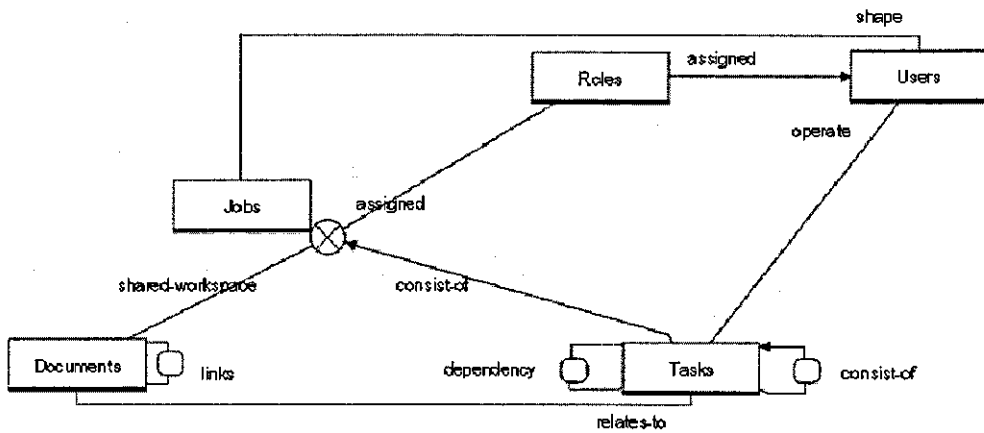 shape
assigned
Roles
Users
operate
Jobs
assigned
shared-workspace
consist-of
Documents
links
dependency
Tasks
consist-of
relates-to